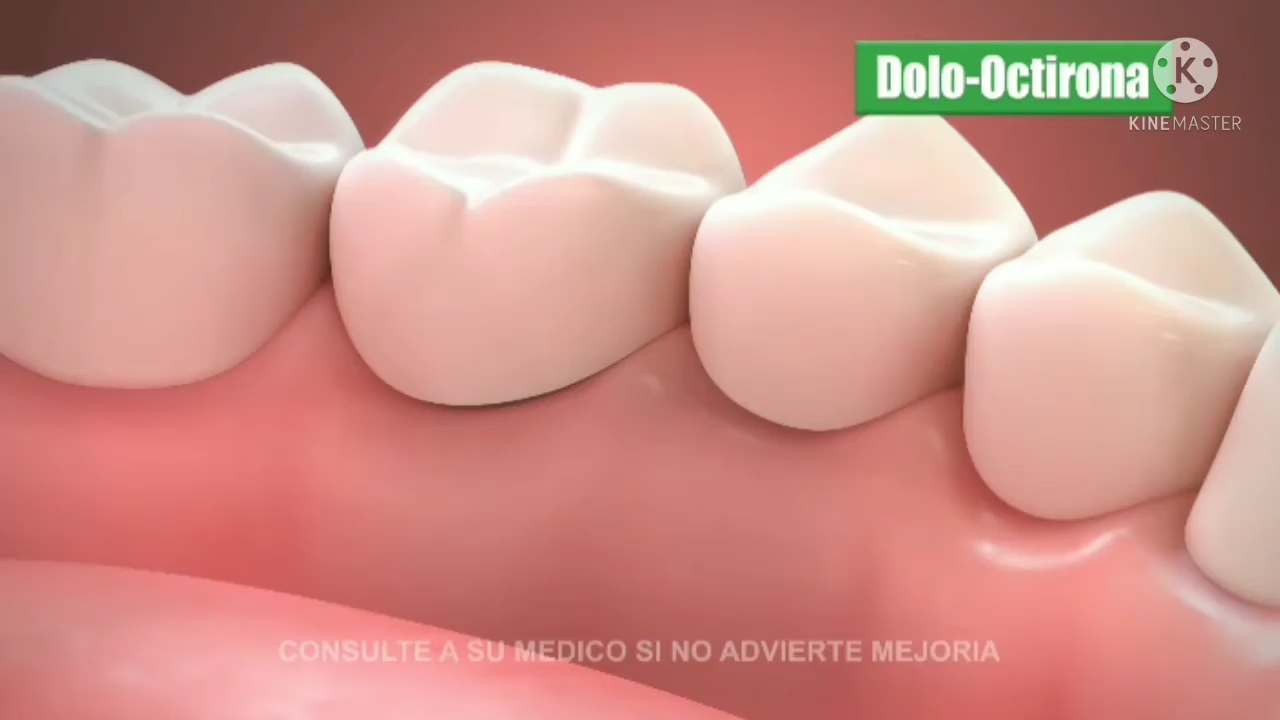 Dolo-Octirona
K
KINEMASTER
CONSULTE A SU MEDICO SI NO ADVIERTE MEJORIA